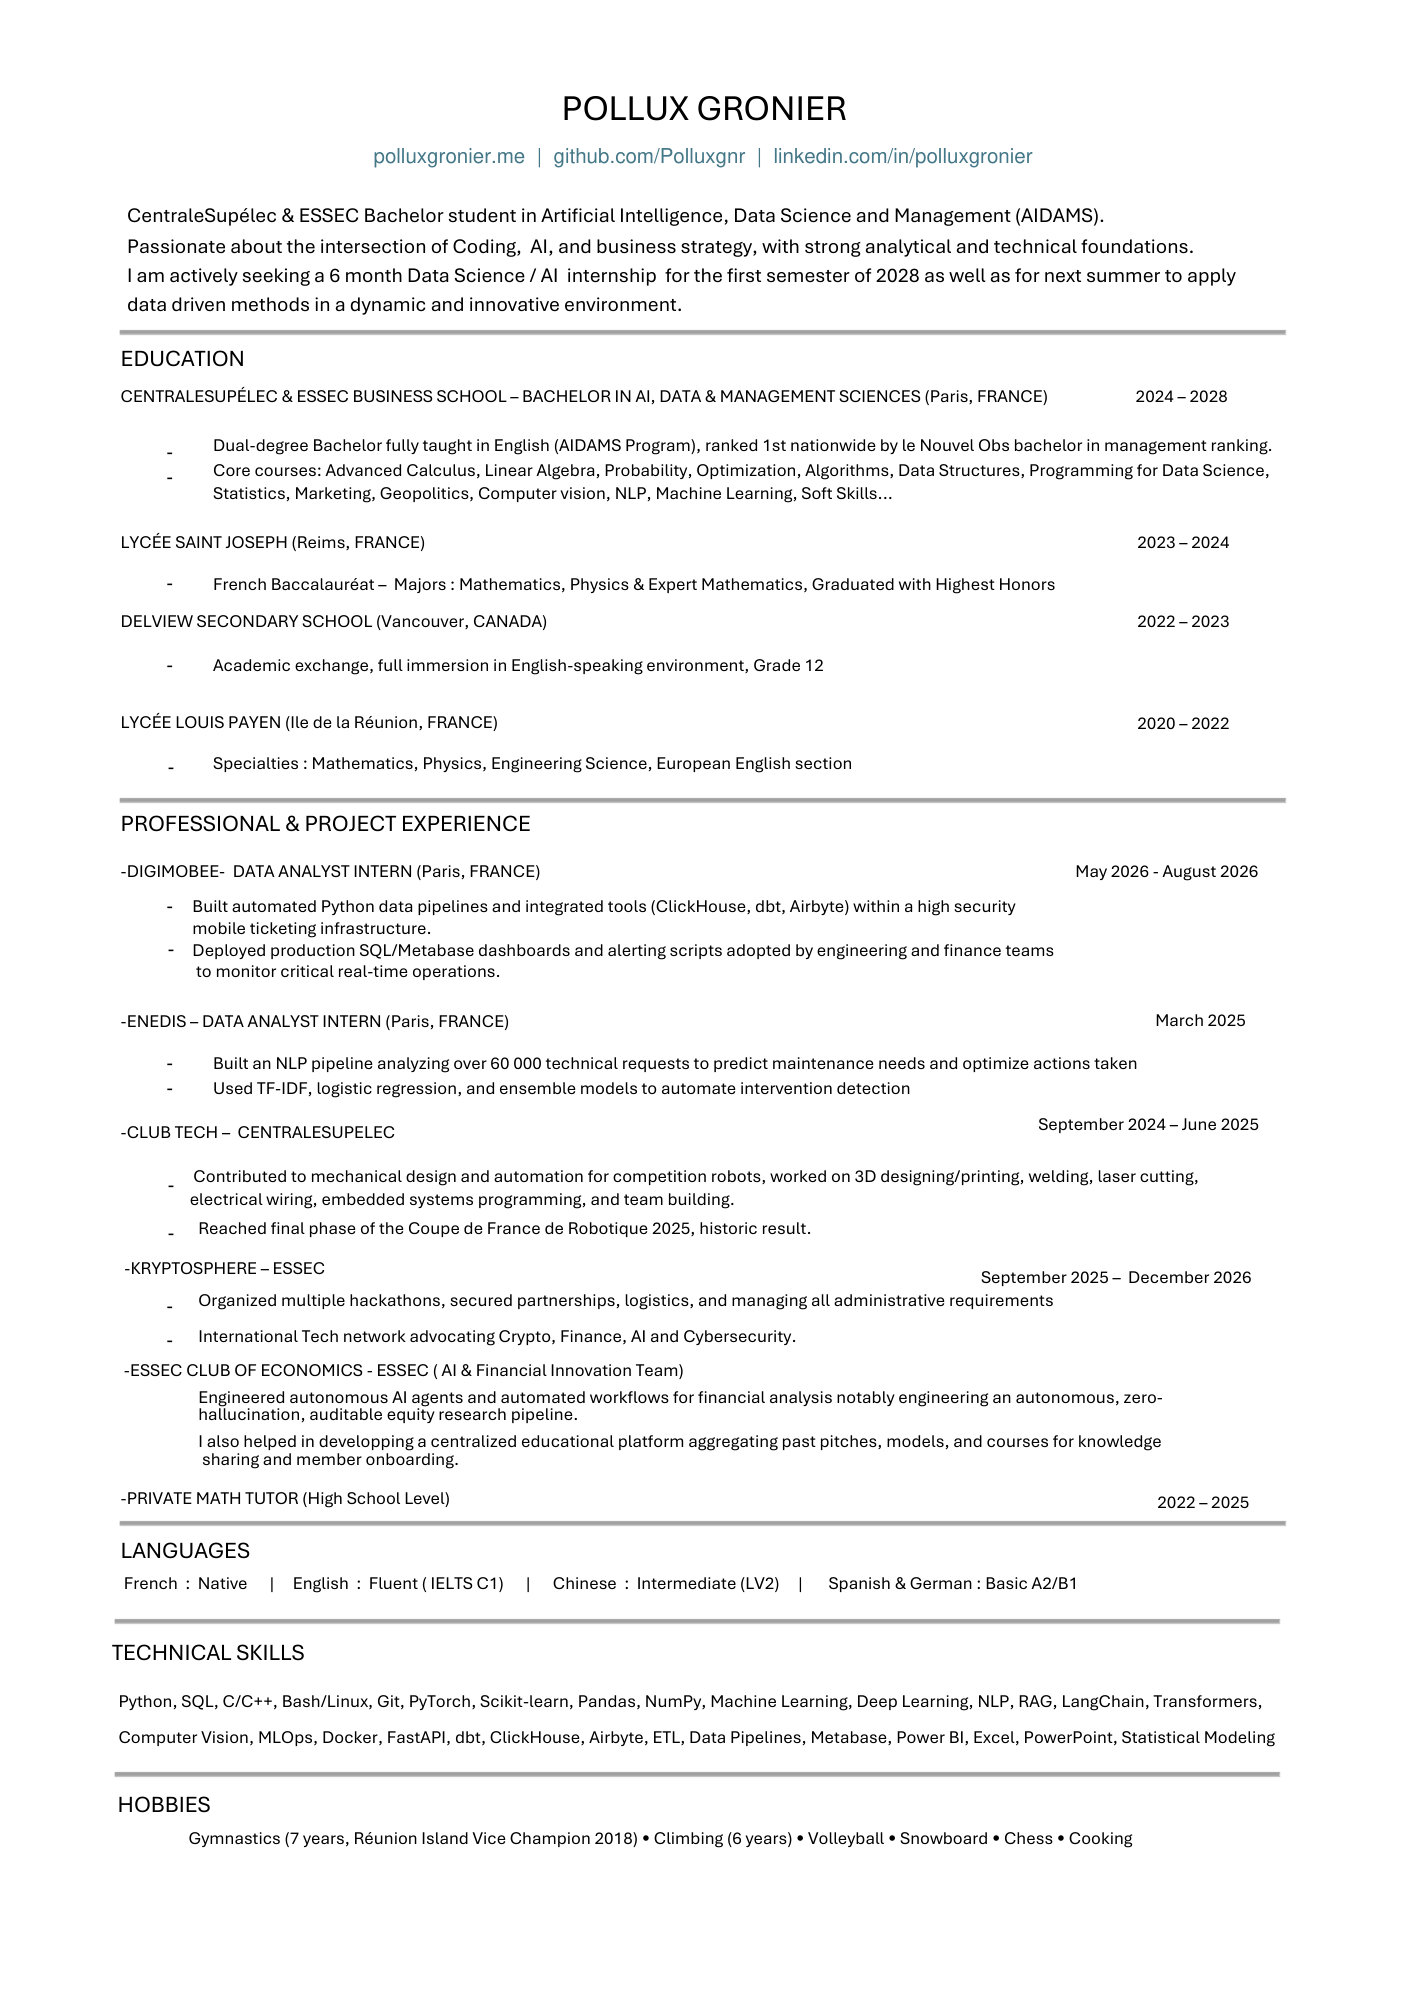 POLLUX GRONIER
polluxgronier.me | github.com/Polluxgnr | linkedin.com/in/polluxgronier
CentraleSupélec & ESSEC Bachelor student in Artificial Intelligence, Data Science and Management (AIDAMS).
Passionate about the intersection of Coding, AI, and business strategy, with strong analytical and technical foundations.
I am actively seeking a 6 month Data Science / AI internship for the first semester of 2028 as well as for next summer to apply
data driven methods in a dynamic and innovative environment.
EDUCATION
CENTRALESUPÉLEC & ESSEC BUSINESS SCHOOL – BACHELOR IN AI, DATA & MANAGEMENT SCIENCES (Paris, FRANCE) 2024 – 2028
- Dual-degree Bachelor fully taught in English (AIDAMS Program), ranked 1st nationwide by le Nouvel Obs bachelor in management ranking.
- Core courses: Advanced Calculus, Linear Algebra, Probability, Optimization, Algorithms, Data Structures, Programming for Data Science,
Statistics, Marketing, Geopolitics, Computer vision, NLP, Machine Learning, Soft Skills...
LYCÉE SAINT JOSEPH (Reims, FRANCE) 2023 – 2024
- French Baccalauréat – Majors : Mathematics, Physics & Expert Mathematics, Graduated with Highest Honors
DELVIEW SECONDARY SCHOOL (Vancouver, CANADA) 2022 – 2023
- Academic exchange, full immersion in English-speaking environment, Grade 12
LYCÉE LOUIS PAYEN (Ile de la Réunion, FRANCE) 2020 – 2022
- Specialties : Mathematics, Physics, Engineering Science, European English section
PROFESSIONAL & PROJECT EXPERIENCE
-DIGIMOBEE- DATA ANALYST INTERN (Paris, FRANCE) May 2026 - August 2026
- Built automated Python data pipelines and integrated tools (ClickHouse, dbt, Airbyte) within a high security
mobile ticketing infrastructure.
- Deployed production SQL/Metabase dashboards and alerting scripts adopted by engineering and finance teams
to monitor critical real-time operations.
-ENEDIS – DATA ANALYST INTERN (Paris, FRANCE) March 2025
- Built an NLP pipeline analyzing over 60 000 technical requests to predict maintenance needs and optimize actions taken
- Used TF-IDF, logistic regression, and ensemble models to automate intervention detection
-CLUB TECH – CENTRALESUPELEC September 2024 – June 2025
- Contributed to mechanical design and automation for competition robots, worked on 3D designing/printing, welding, laser cutting,
electrical wiring, embedded systems programming, and team building.
- Reached final phase of the Coupe de France de Robotique 2025, historic result.
-KRYPTOSPHERE – ESSEC September 2025 – December 2026
- Organized multiple hackathons, secured partnerships, logistics, and managing all administrative requirements
- International Tech network advocating Crypto, Finance, AI and Cybersecurity.
-ESSEC CLUB OF ECONOMICS - ESSEC ( AI & Financial Innovation Team)
Engineered autonomous AI agents and automated workflows for financial analysis notably engineering an autonomous, zero-
hallucination, auditable equity research pipeline.
I also helped in developping a centralized educational platform aggregating past pitches, models, and courses for knowledge
sharing and member onboarding.
-PRIVATE MATH TUTOR (High School Level) 2022 – 2025
LANGUAGES
French : Native | English : Fluent ( IELTS C1) | Chinese : Intermediate (LV2) | Spanish & German : Basic A2/B1
TECHNICAL SKILLS
Python, SQL, C/C++, Bash/Linux, Git, PyTorch, Scikit-learn, Pandas, NumPy, Machine Learning, Deep Learning, NLP, RAG, LangChain, Transformers,
Computer Vision, MLOps, Docker, FastAPI, dbt, ClickHouse, Airbyte, ETL, Data Pipelines, Metabase, Power BI, Excel, PowerPoint, Statistical Modeling
HOBBIES
Gymnastics (7 years, Réunion Island Vice Champion 2018) • Climbing (6 years) • Volleyball • Snowboard • Chess • Cooking